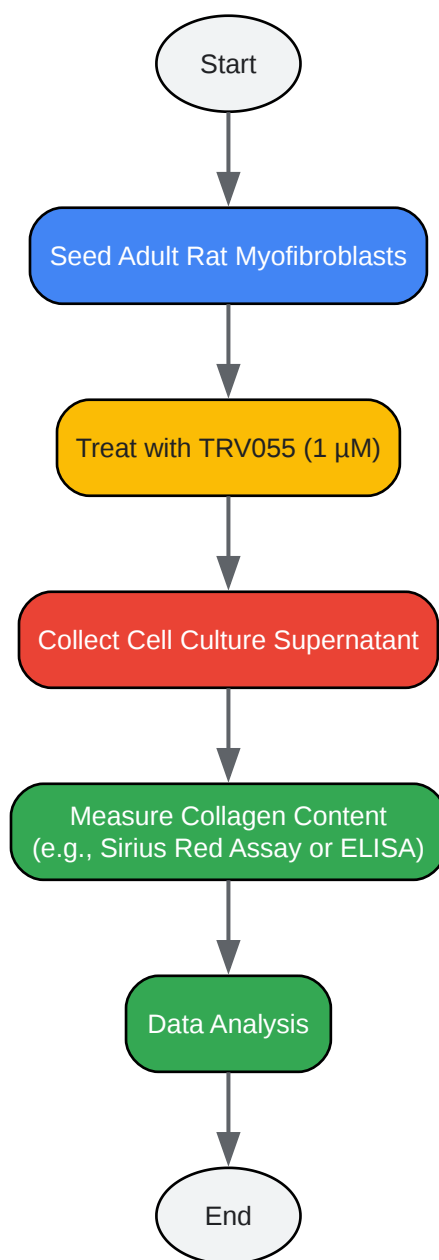 Start
Seed Adult Rat Myofibroblasts
Treat with TRV055 (1 µM)
Collect Cell Culture Supernatant
Measure Collagen Content
(e.g., Sirius Red Assay or ELISA)
Data Analysis
End